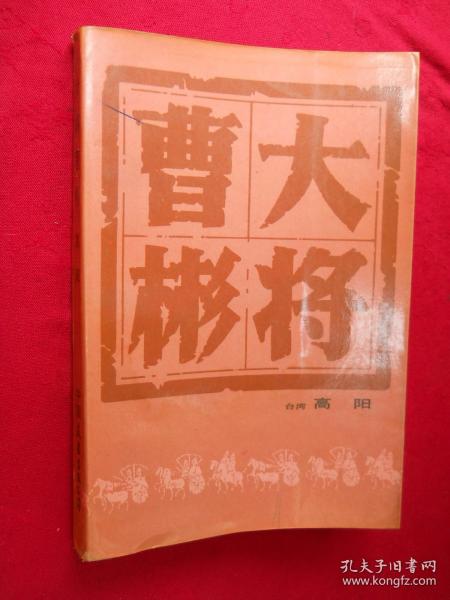 大将
曹彬
台湾 高阳
孔夫子旧书网
www.kongfz.com